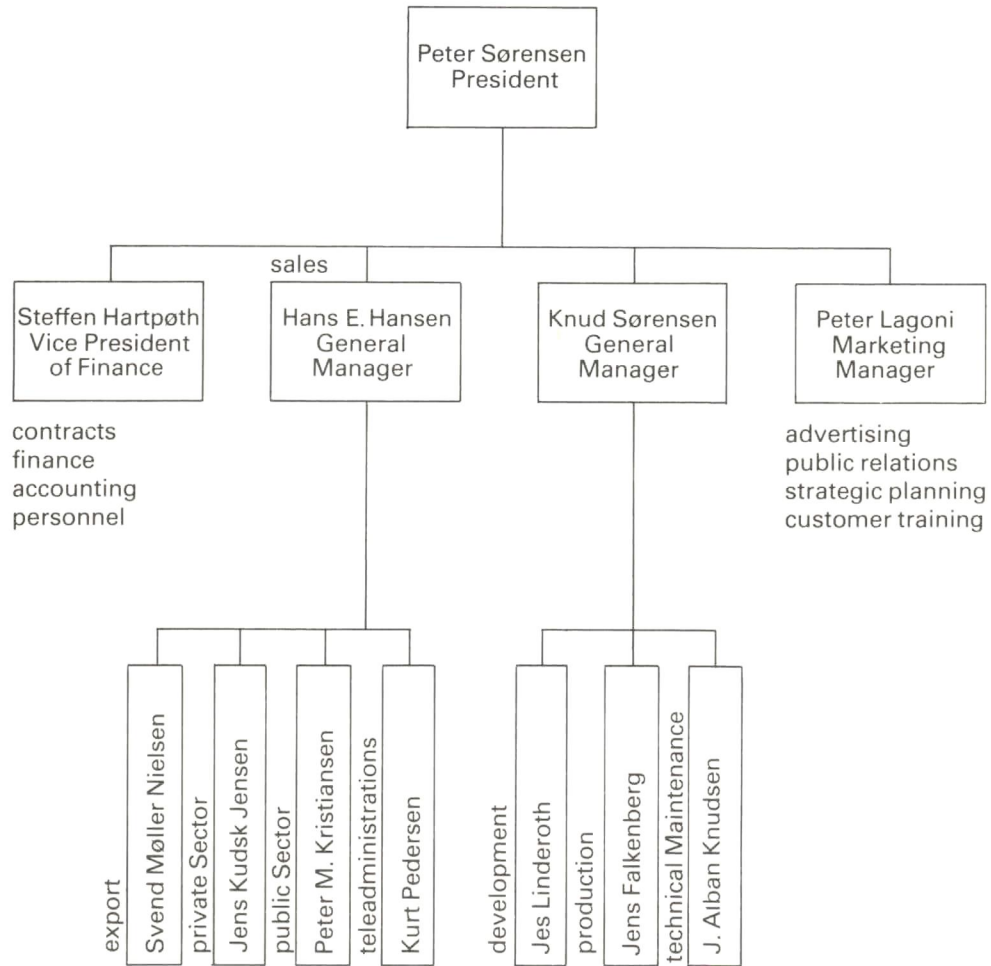 Peter Sørensen
President
sales
Steffen Hartpøth
Vice President
of Finance
Hans E. Hansen
General
Manager
Knud Sørensen
General
Manager
Peter Lagoni
Marketing
Manager
contracts
finance
accounting
personnel
advertising
public relations
strategic planning
customer training
export
Svend Møller Nielsen
private Sector
Jens Kudsk Jensen
public Sector
Peter M. Kristiansen
teleadministrations
Kurt Pedersen
development
Jes Linderoth
production
Jens Falkenberg
technical Maintenance
J. Alban Knudsen